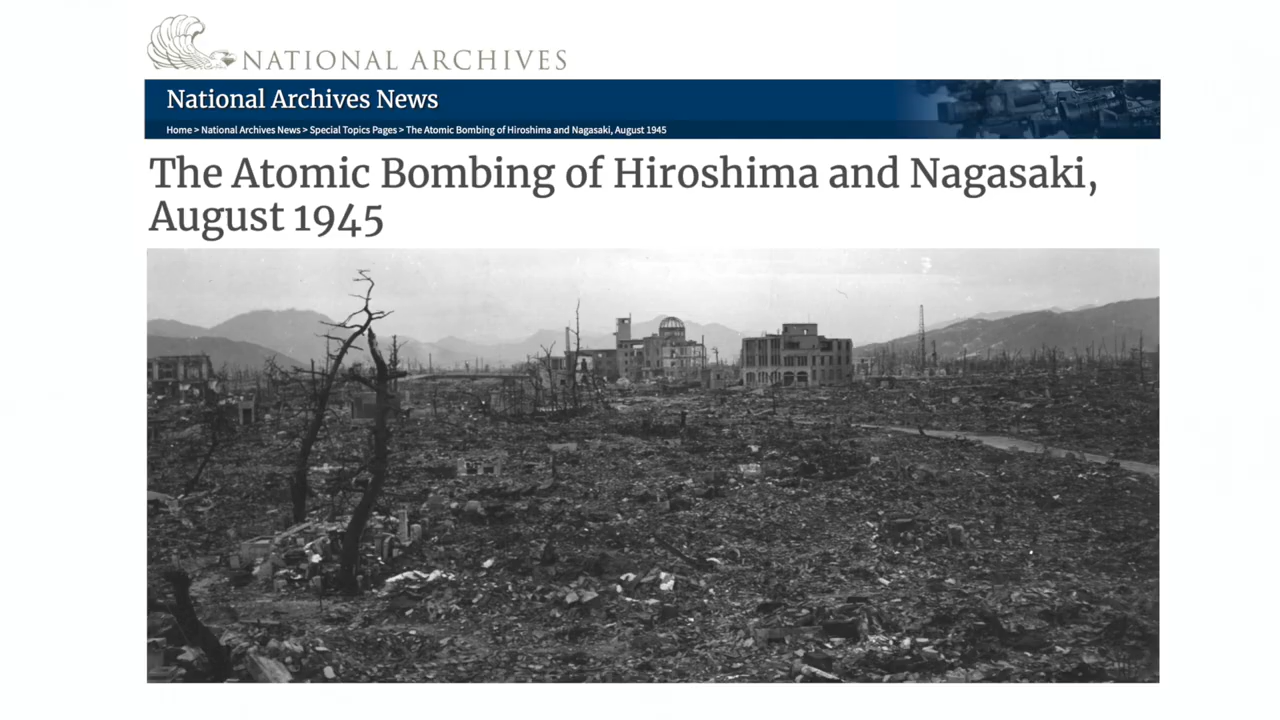 NATIONAL ARCHIVES
National Archives News
Home > National Archives News > Special Topics Pages > The Atomic Bombing of Hiroshima and Nagasaki, August 1945
The Atomic Bombing of Hiroshima and Nagasaki,
August 1945